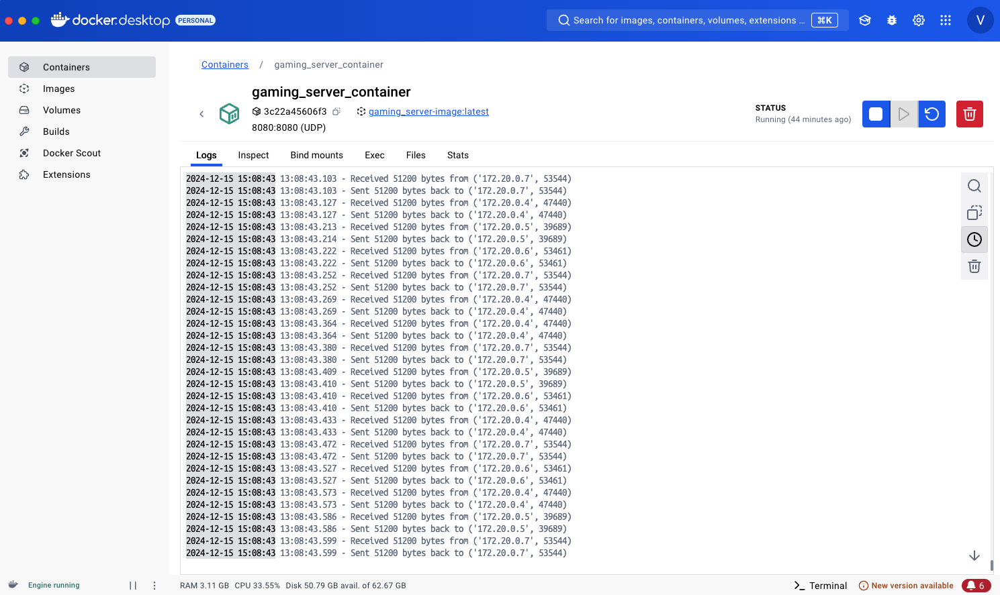 docker desktop PERSONAL
Search for images, containers, volumes, extensions ... ⌘K
V
Containers
Images
Volumes
Builds
Docker Scout
Extensions
Containers / gaming_server_container
gaming_server_container
3c22a45606f3 gaming_server-image:latest
8080:8080 (UDP)
STATUS
Running (44 minutes ago)
Logs Inspect Bind mounts Exec Files Stats
2024-12-15 15:08:43 13:08:43.103 - Received 51200 bytes from ('172.20.0.7', 53544)
2024-12-15 15:08:43 13:08:43.103 - Sent 51200 bytes back to ('172.20.0.7', 53544)
2024-12-15 15:08:43 13:08:43.127 - Received 51200 bytes from ('172.20.0.4', 47440)
2024-12-15 15:08:43 13:08:43.127 - Sent 51200 bytes back to ('172.20.0.4', 47440)
2024-12-15 15:08:43 13:08:43.213 - Received 51200 bytes from ('172.20.0.5', 39689)
2024-12-15 15:08:43 13:08:43.214 - Sent 51200 bytes back to ('172.20.0.5', 39689)
2024-12-15 15:08:43 13:08:43.222 - Received 51200 bytes from ('172.20.0.6', 53461)
2024-12-15 15:08:43 13:08:43.222 - Sent 51200 bytes back to ('172.20.0.6', 53461)
2024-12-15 15:08:43 13:08:43.252 - Received 51200 bytes from ('172.20.0.7', 53544)
2024-12-15 15:08:43 13:08:43.252 - Sent 51200 bytes back to ('172.20.0.7', 53544)
2024-12-15 15:08:43 13:08:43.269 - Received 51200 bytes from ('172.20.0.4', 47440)
2024-12-15 15:08:43 13:08:43.269 - Sent 51200 bytes back to ('172.20.0.4', 47440)
2024-12-15 15:08:43 13:08:43.364 - Received 51200 bytes from ('172.20.0.4', 47440)
2024-12-15 15:08:43 13:08:43.364 - Sent 51200 bytes back to ('172.20.0.4', 47440)
2024-12-15 15:08:43 13:08:43.380 - Received 51200 bytes from ('172.20.0.7', 53544)
2024-12-15 15:08:43 13:08:43.380 - Sent 51200 bytes back to ('172.20.0.7', 53544)
2024-12-15 15:08:43 13:08:43.409 - Received 51200 bytes from ('172.20.0.5', 39689)
2024-12-15 15:08:43 13:08:43.410 - Sent 51200 bytes back to ('172.20.0.5', 39689)
2024-12-15 15:08:43 13:08:43.410 - Received 51200 bytes from ('172.20.0.6', 53461)
2024-12-15 15:08:43 13:08:43.410 - Sent 51200 bytes back to ('172.20.0.6', 53461)
2024-12-15 15:08:43 13:08:43.433 - Received 51200 bytes from ('172.20.0.4', 47440)
2024-12-15 15:08:43 13:08:43.433 - Sent 51200 bytes back to ('172.20.0.4', 47440)
2024-12-15 15:08:43 13:08:43.472 - Received 51200 bytes from ('172.20.0.7', 53544)
2024-12-15 15:08:43 13:08:43.472 - Sent 51200 bytes back to ('172.20.0.7', 53544)
2024-12-15 15:08:43 13:08:43.527 - Received 51200 bytes from ('172.20.0.6', 53461)
2024-12-15 15:08:43 13:08:43.527 - Sent 51200 bytes back to ('172.20.0.6', 53461)
2024-12-15 15:08:43 13:08:43.573 - Received 51200 bytes from ('172.20.0.4', 47440)
2024-12-15 15:08:43 13:08:43.573 - Sent 51200 bytes back to ('172.20.0.4', 47440)
2024-12-15 15:08:43 13:08:43.586 - Received 51200 bytes from ('172.20.0.5', 39689)
2024-12-15 15:08:43 13:08:43.586 - Sent 51200 bytes back to ('172.20.0.5', 39689)
2024-12-15 15:08:43 13:08:43.599 - Received 51200 bytes from ('172.20.0.7', 53544)
2024-12-15 15:08:43 13:08:43.599 - Sent 51200 bytes back to ('172.20.0.7', 53544)
Engine running
RAM 3.11 GB CPU 33.55% Disk 50.79 GB avail. of 62.67 GB
Terminal
New version available
6